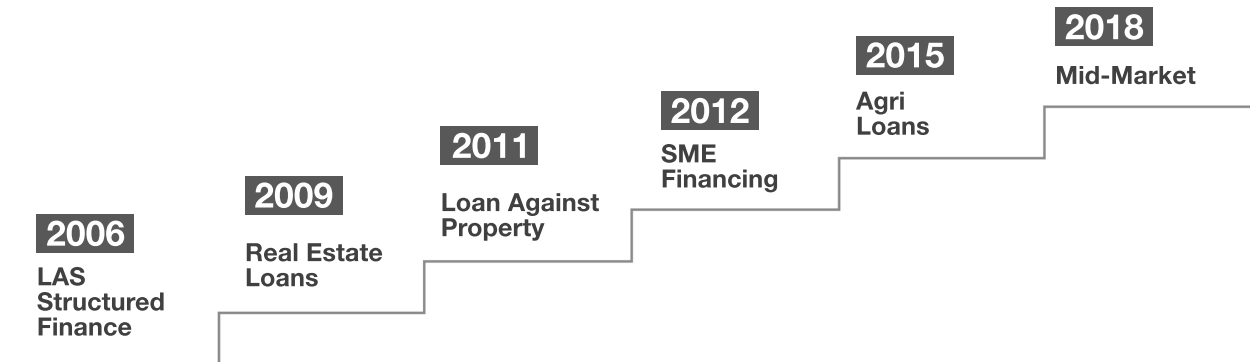 2006
LAS
Structured
Finance
2009
Real Estate
Loans
2011
Loan Against
Property
2012
SME
Financing
2015
Agri
Loans
2018
Mid-Market